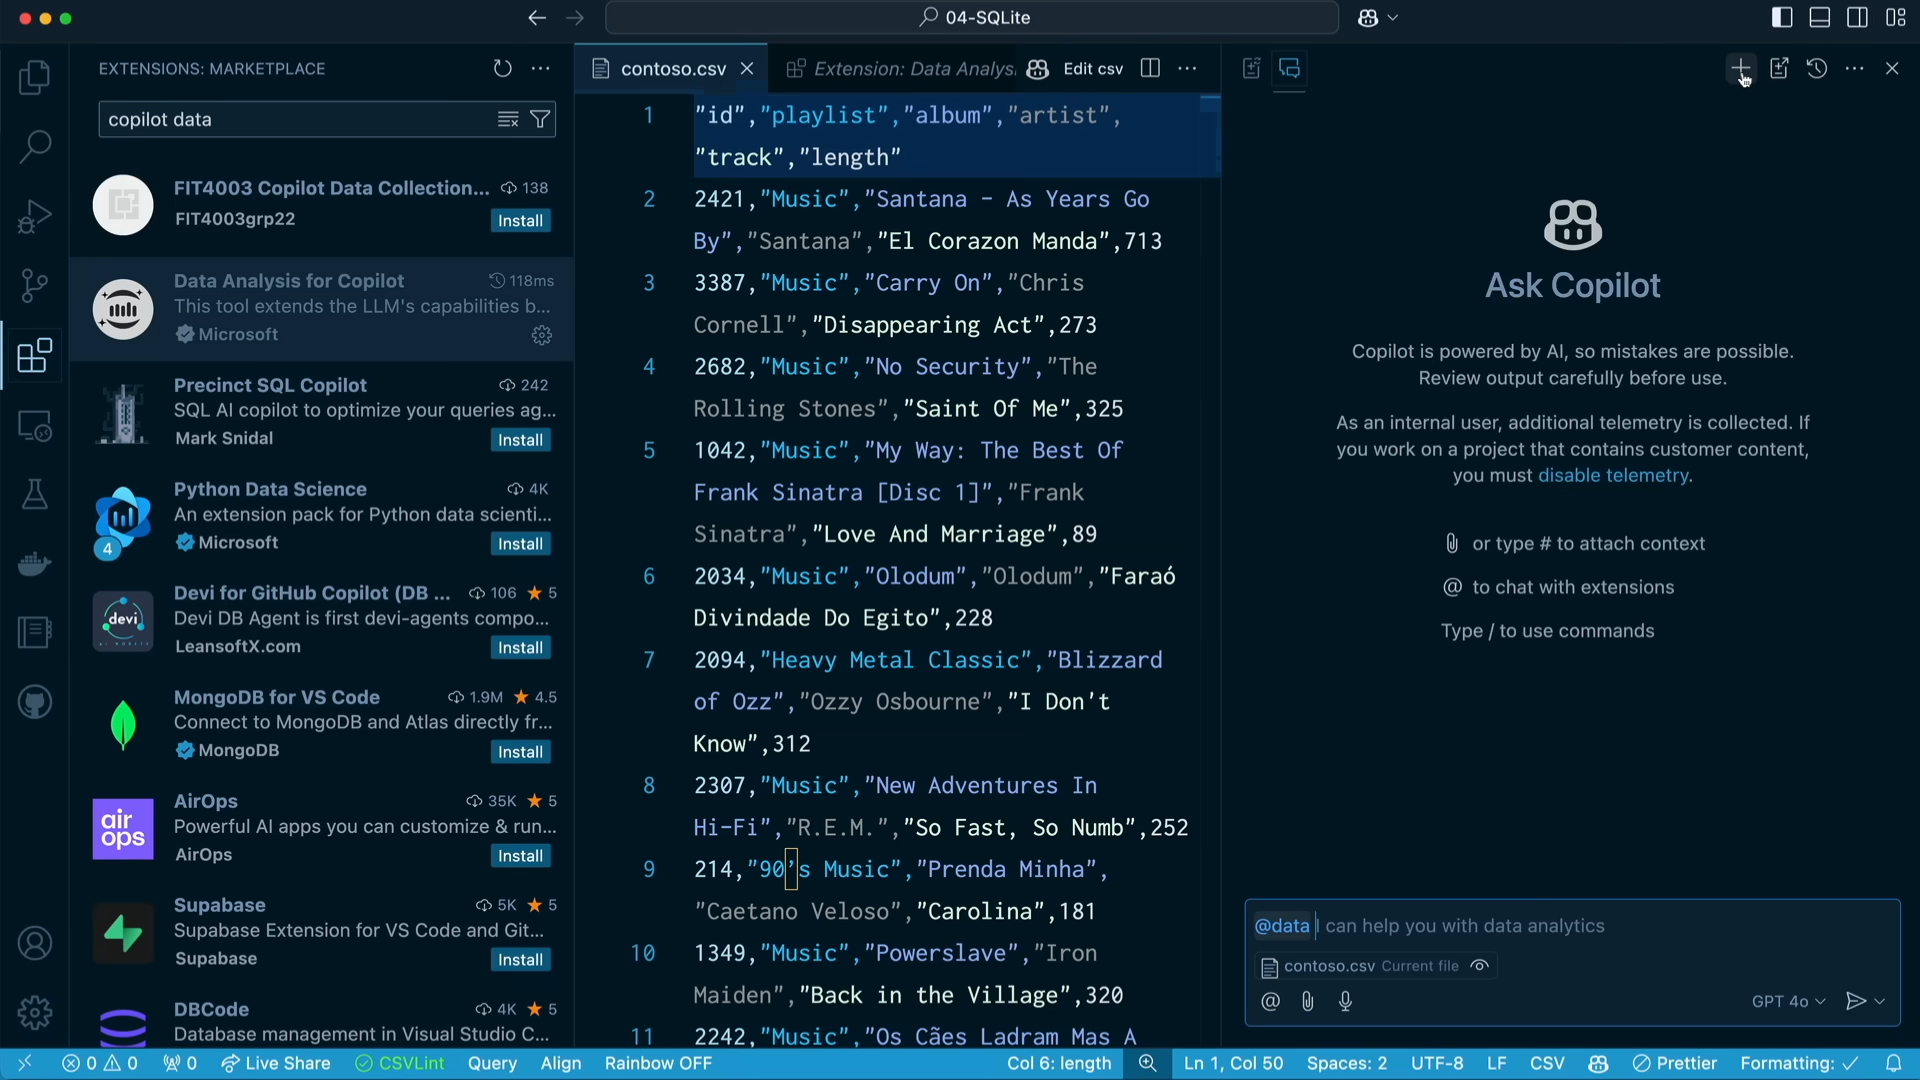 04-SQLite
EXTENSIONS: MARKETPLACE
copilot data
FIT4003 Copilot Data Collection... 138
FIT4003grp22
Install
Data Analysis for Copilot 118ms
This tool extends the LLM's capabilities b...
Microsoft
Precinct SQL Copilot 242
SQL AI copilot to optimize your queries ag...
Mark Snidal
Install
Python Data Science 4K
An extension pack for Python data scienti...
4
Microsoft
Install
Devi for GitHub Copilot (DB ... 106 ★ 5
devi
Devi DB Agent is first devi-agents compo...
LeansoftX.com
Install
MongoDB for VS Code 1.9M ★ 4.5
Connect to MongoDB and Atlas directly fr...
MongoDB
Install
AirOps 35K ★ 5
air
ops
Powerful AI apps you can customize & run...
AirOps
Install
Supabase 5K ★ 5
Supabase Extension for VS Code and Git...
Supabase
Install
DBCode 4K ★ 5
Database management in Visual Studio C...
contoso.csv
Extension: Data Analys
Edit csv
1 "id","playlist","album","artist",
"track","length"
2 2421,"Music","Santana - As Years Go
By","Santana","El Corazon Manda",713
3 3387,"Music","Carry On","Chris
Cornell","Disappearing Act",273
4 2682,"Music","No Security","The
Rolling Stones","Saint Of Me",325
5 1042,"Music","My Way: The Best Of
Frank Sinatra [Disc 1]","Frank
Sinatra","Love And Marriage",89
6 2034,"Music","Olodum","Olodum","Faraó
Divindade Do Egito",228
7 2094,"Heavy Metal Classic","Blizzard
of Ozz","Ozzy Osbourne","I Don't
Know",312
8 2307,"Music","New Adventures In
Hi-Fi","R.E.M.","So Fast, So Numb",252
9 214,"90's Music","Prenda Minha",
"Caetano Veloso","Carolina",181
10 1349,"Music","Powerslave","Iron
Maiden","Back in the Village",320
11 2242,"Music","Os Cães Ladram Mas A
Ask Copilot
Copilot is powered by AI, so mistakes are possible.
Review output carefully before use.
As an internal user, additional telemetry is collected. If
you work on a project that contains customer content,
you must disable telemetry.
or type # to attach context
@ to chat with extensions
Type / to use commands
@data I can help you with data analytics
contoso.csv Current file
@
GPT 4o
0 0 0 Live Share CSVLint Query Align Rainbow OFF Col 6: length Ln 1, Col 50 Spaces: 2 UTF-8 LF CSV Prettier Formatting: ✓